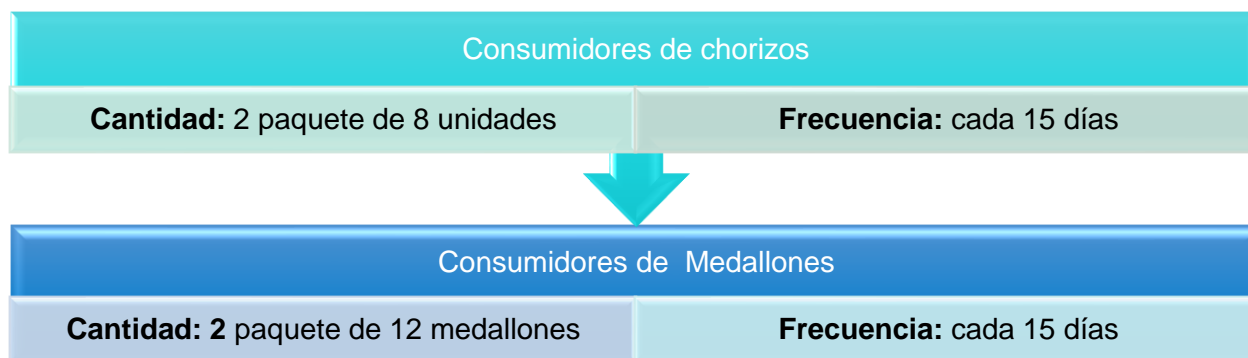 Consumidores de chorizos
Cantidad: 2 paquete de 8 unidades
Frecuencia: cada 15 días
Consumidores de Medallones
Cantidad: 2 paquete de 12 medallones
Frecuencia: cada 15 días